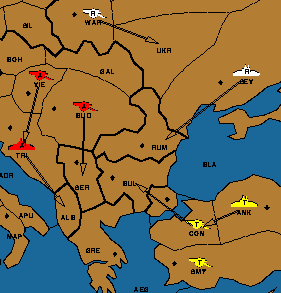 SIL
R
WAR
UKR
BOH
GAL
R
SEV
A
VIE
A
BUD
A
TRI
RUM
BLA
SER
BUL
ADR
ALB
APU
T
ANK
T
CON
NAP
GRE
T
SMY
AEG